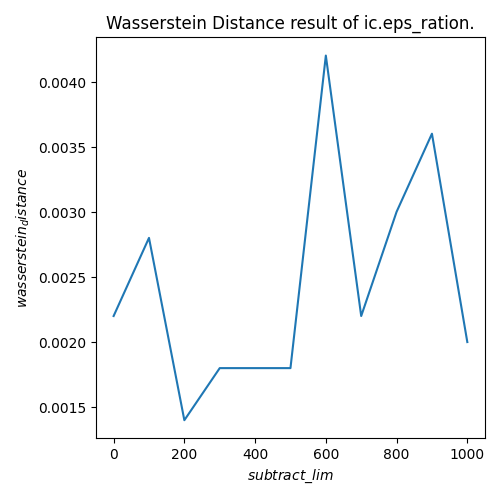 Wasserstein Distance result of ic.eps_ration.
0.0040
0.0035
0.0030
0.0025
0.0020
0.0015
wasserstein_distance
0 200 400 600 800 1000
subtract_lim